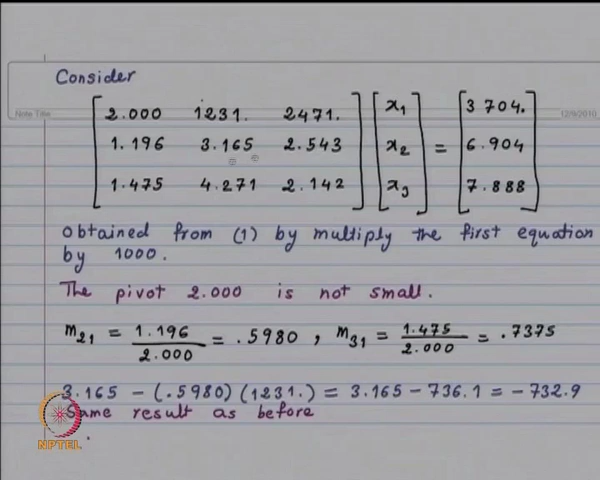 Consider
Note Title
12/9/2010
[2.000 1231. 2471.] [x1] [3704.]
[1.196 3.165 2.543] [x2] = [6.904]
[1.475 4.271 2.142] [x3] [7.888]
obtained from (1) by multiply the first equation
by 1000.
The pivot 2.000 is not small.
m21 = 1.196/2.000 = .5980 , m31 = 1.475/2.000 = .7375
3.165 - (.5980) (1231.) = 3.165 - 736.1 = -732.9
Same result as before
NPTEL